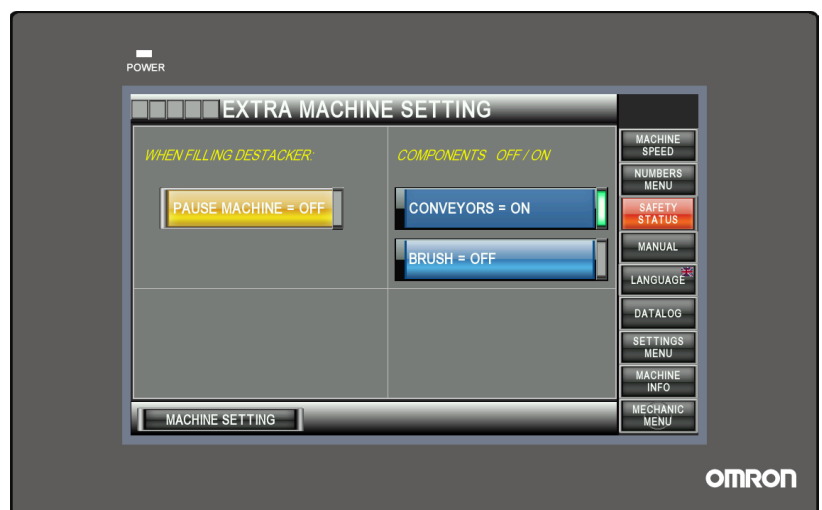 POWER
EXTRA MACHINE SETTING
WHEN FILLING DESTACKER:
PAUSE MACHINE = OFF
COMPONENTS OFF / ON
CONVEYORS = ON
BRUSH = OFF
MACHINE
SPEED
NUMBERS
MENU
SAFETY
STATUS
MANUAL
LANGUAGE
DATALOG
SETTINGS
MENU
MACHINE
INFO
MECHANIC
MENU
MACHINE SETTING
OMRON